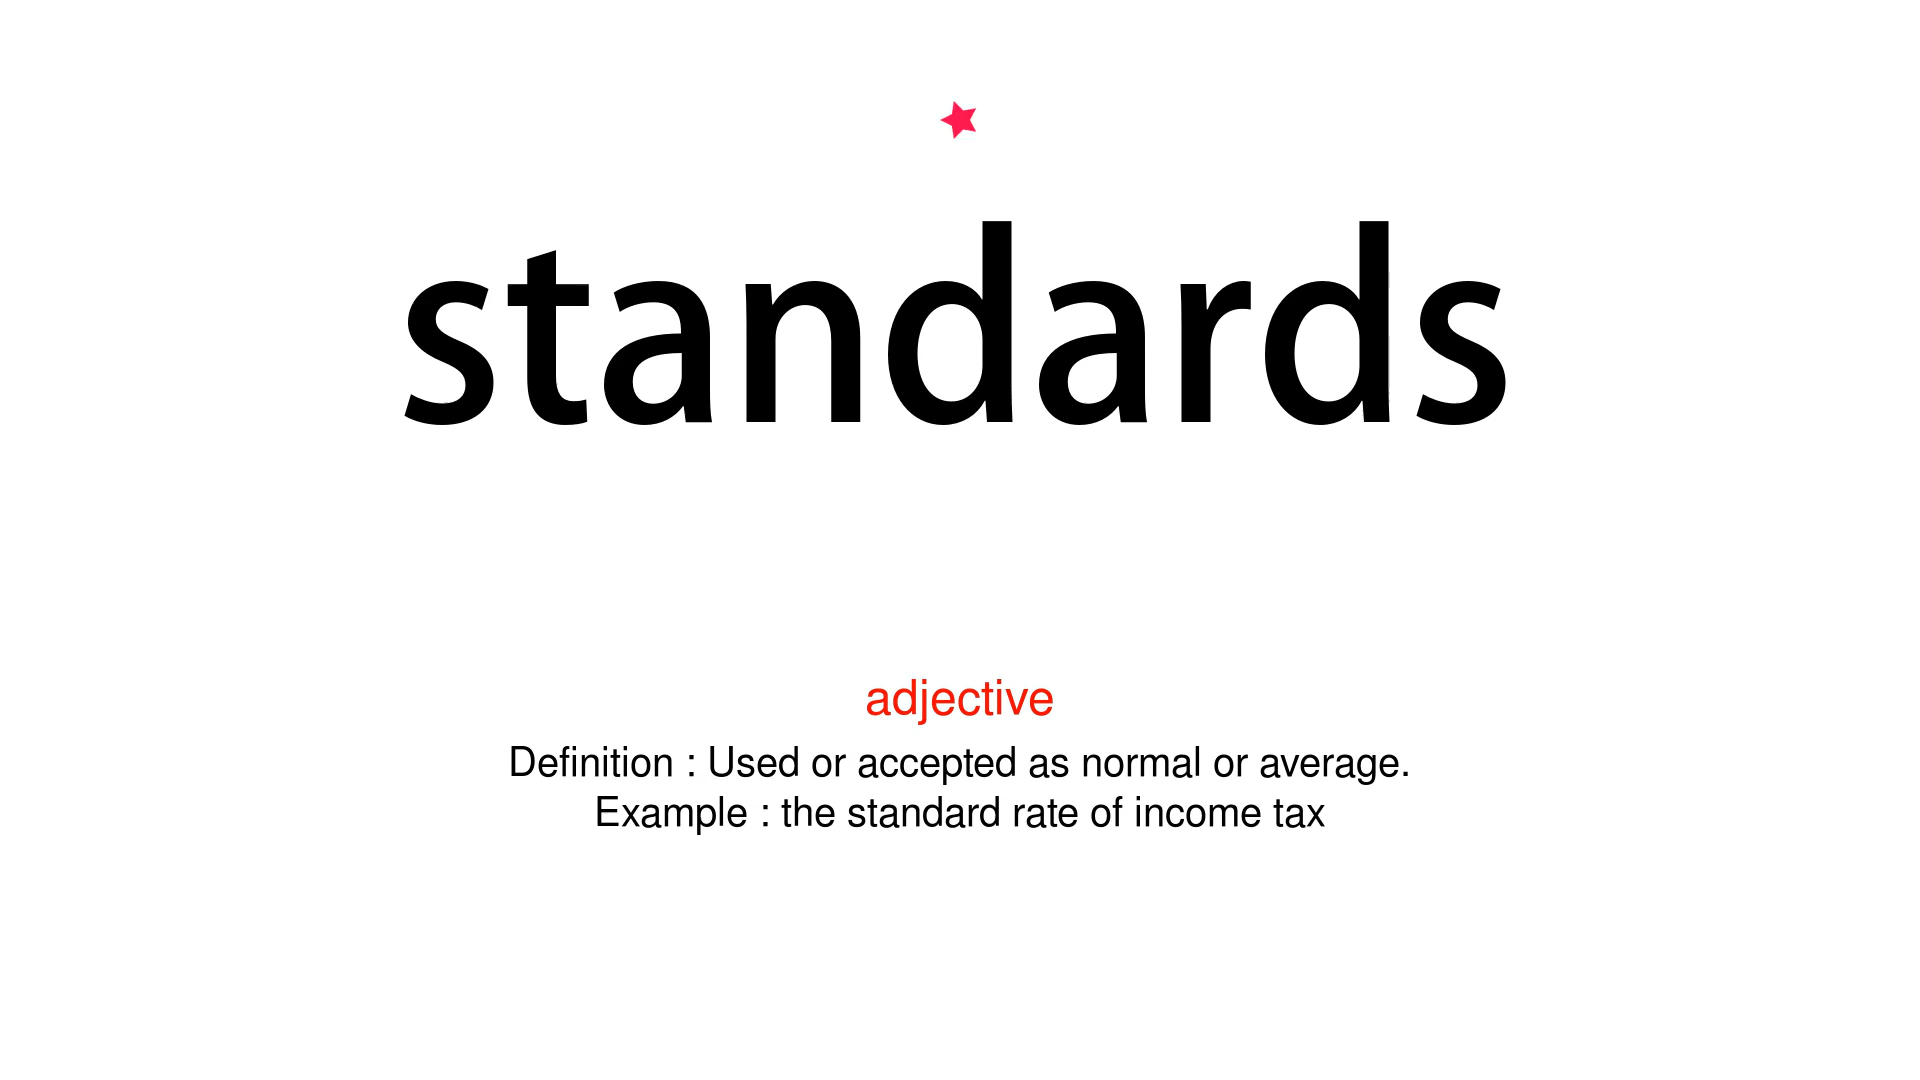 standards
adjective
Definition : Used or accepted as normal or average.
Example : the standard rate of income tax